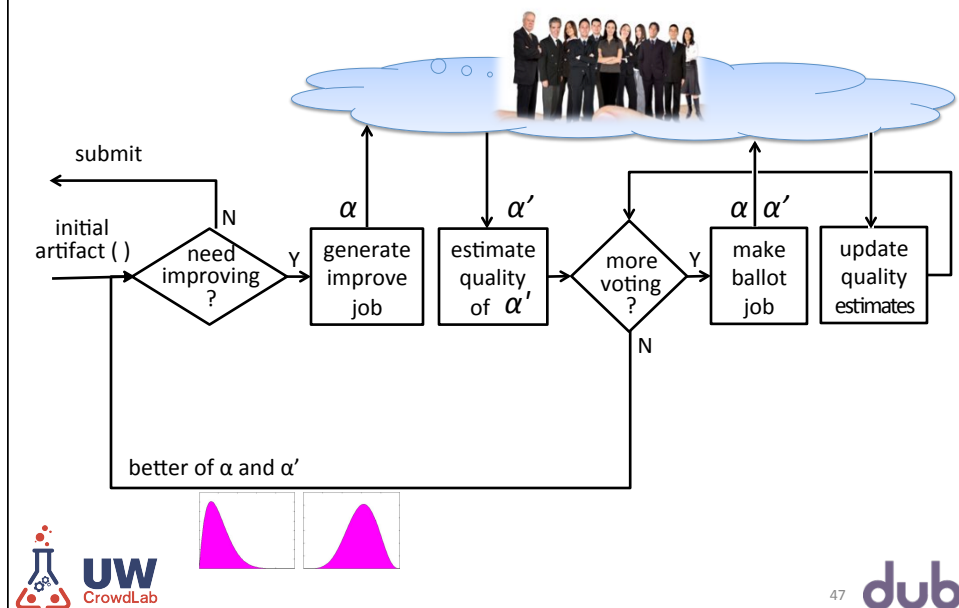 submit
N
initial
artifact ( )
need
improving
?
Y
α
generate
improve
job
α’
estimate
quality
of α'
more
voting
?
Y
N
α α’
make
ballot
job
update
quality
estimates
better of α and α’
UW
CrowdLab
47
dub